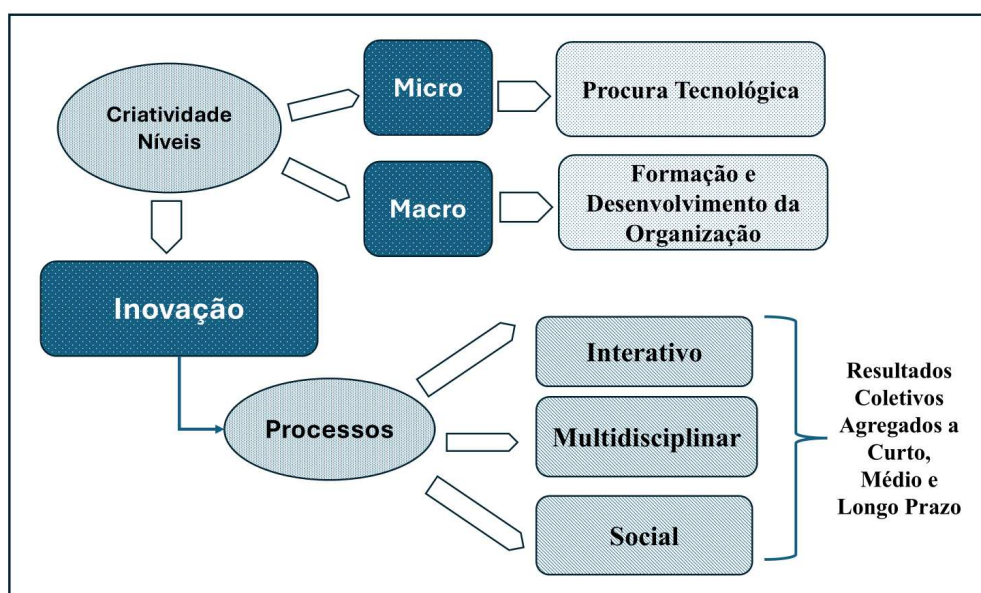 Criatividade
Níveis
Micro
Procura Tecnológica
Macro
Formação e
Desenvolvimento da
Organização
Inovação
Processos
Interativo
Multidisciplinar
Social
Resultados
Coletivos
Agregados a
Curto,
Médio e
Longo Prazo